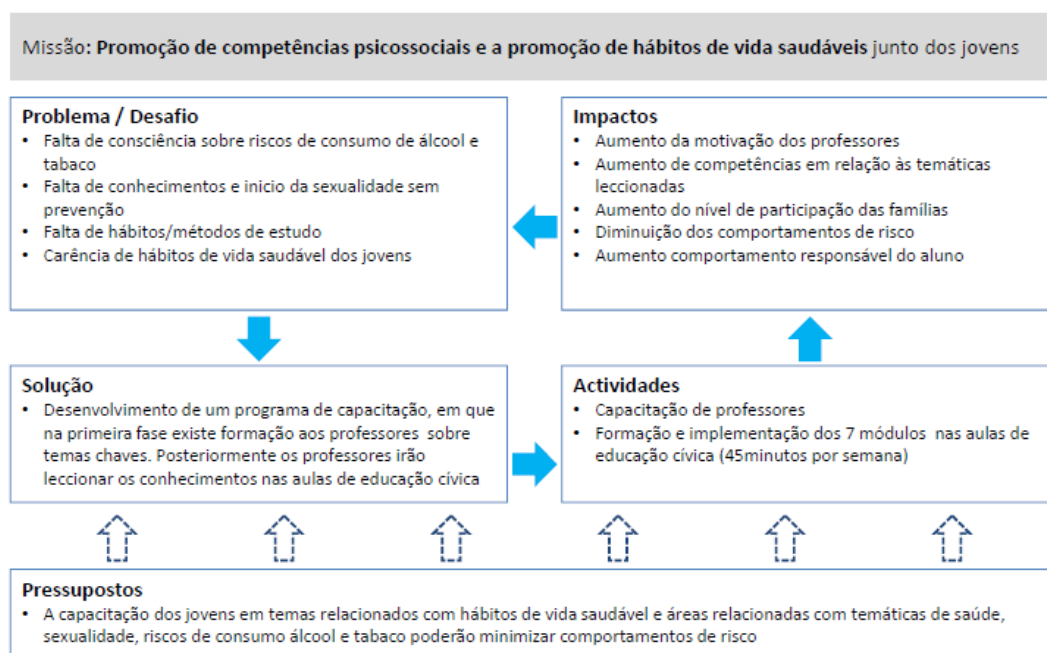 Missão: Promoção de competências psicossociais e a promoção de hábitos de vida saudáveis junto dos jovens
Problema / Desafio
• Falta de consciência sobre riscos de consumo de álcool e
tabaco
• Falta de conhecimentos e inicio da sexualidade sem
prevenção
• Falta de hábitos/métodos de estudo
• Carência de hábitos de vida saudável dos jovens
Impactos
• Aumento da motivação dos professores
• Aumento de competências em relação às temáticas
leccionadas
• Aumento do nível de participação das famílias
• Diminuição dos comportamentos de risco
• Aumento comportamento responsável do aluno
Solução
• Desenvolvimento de um programa de capacitação, em que
na primeira fase existe formação aos professores sobre
temas chaves. Posteriormente os professores irão
leccionar os conhecimentos nas aulas de educação cívica
Actividades
• Capacitação de professores
• Formação e implementação dos 7 módulos nas aulas de
educação cívica (45minutos por semana)
Pressupostos
• A capacitação dos jovens em temas relacionados com hábitos de vida saudável e áreas relacionadas com temáticas de saúde,
sexualidade, riscos de consumo álcool e tabaco poderão minimizar comportamentos de risco